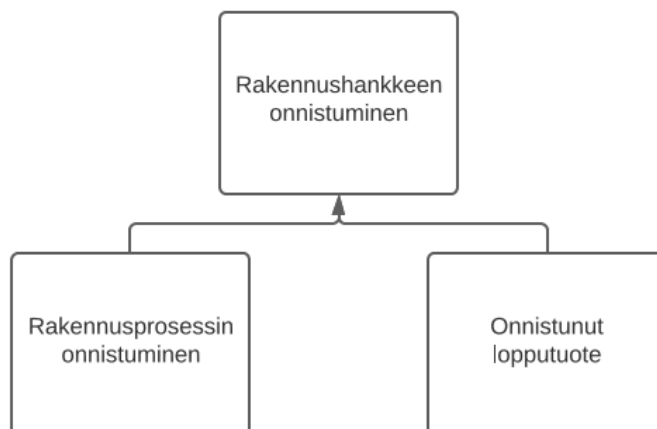 Rakennushankkeen
onnistuminen
Rakennusprosessin
onnistuminen
Onnistunut
lopputuote